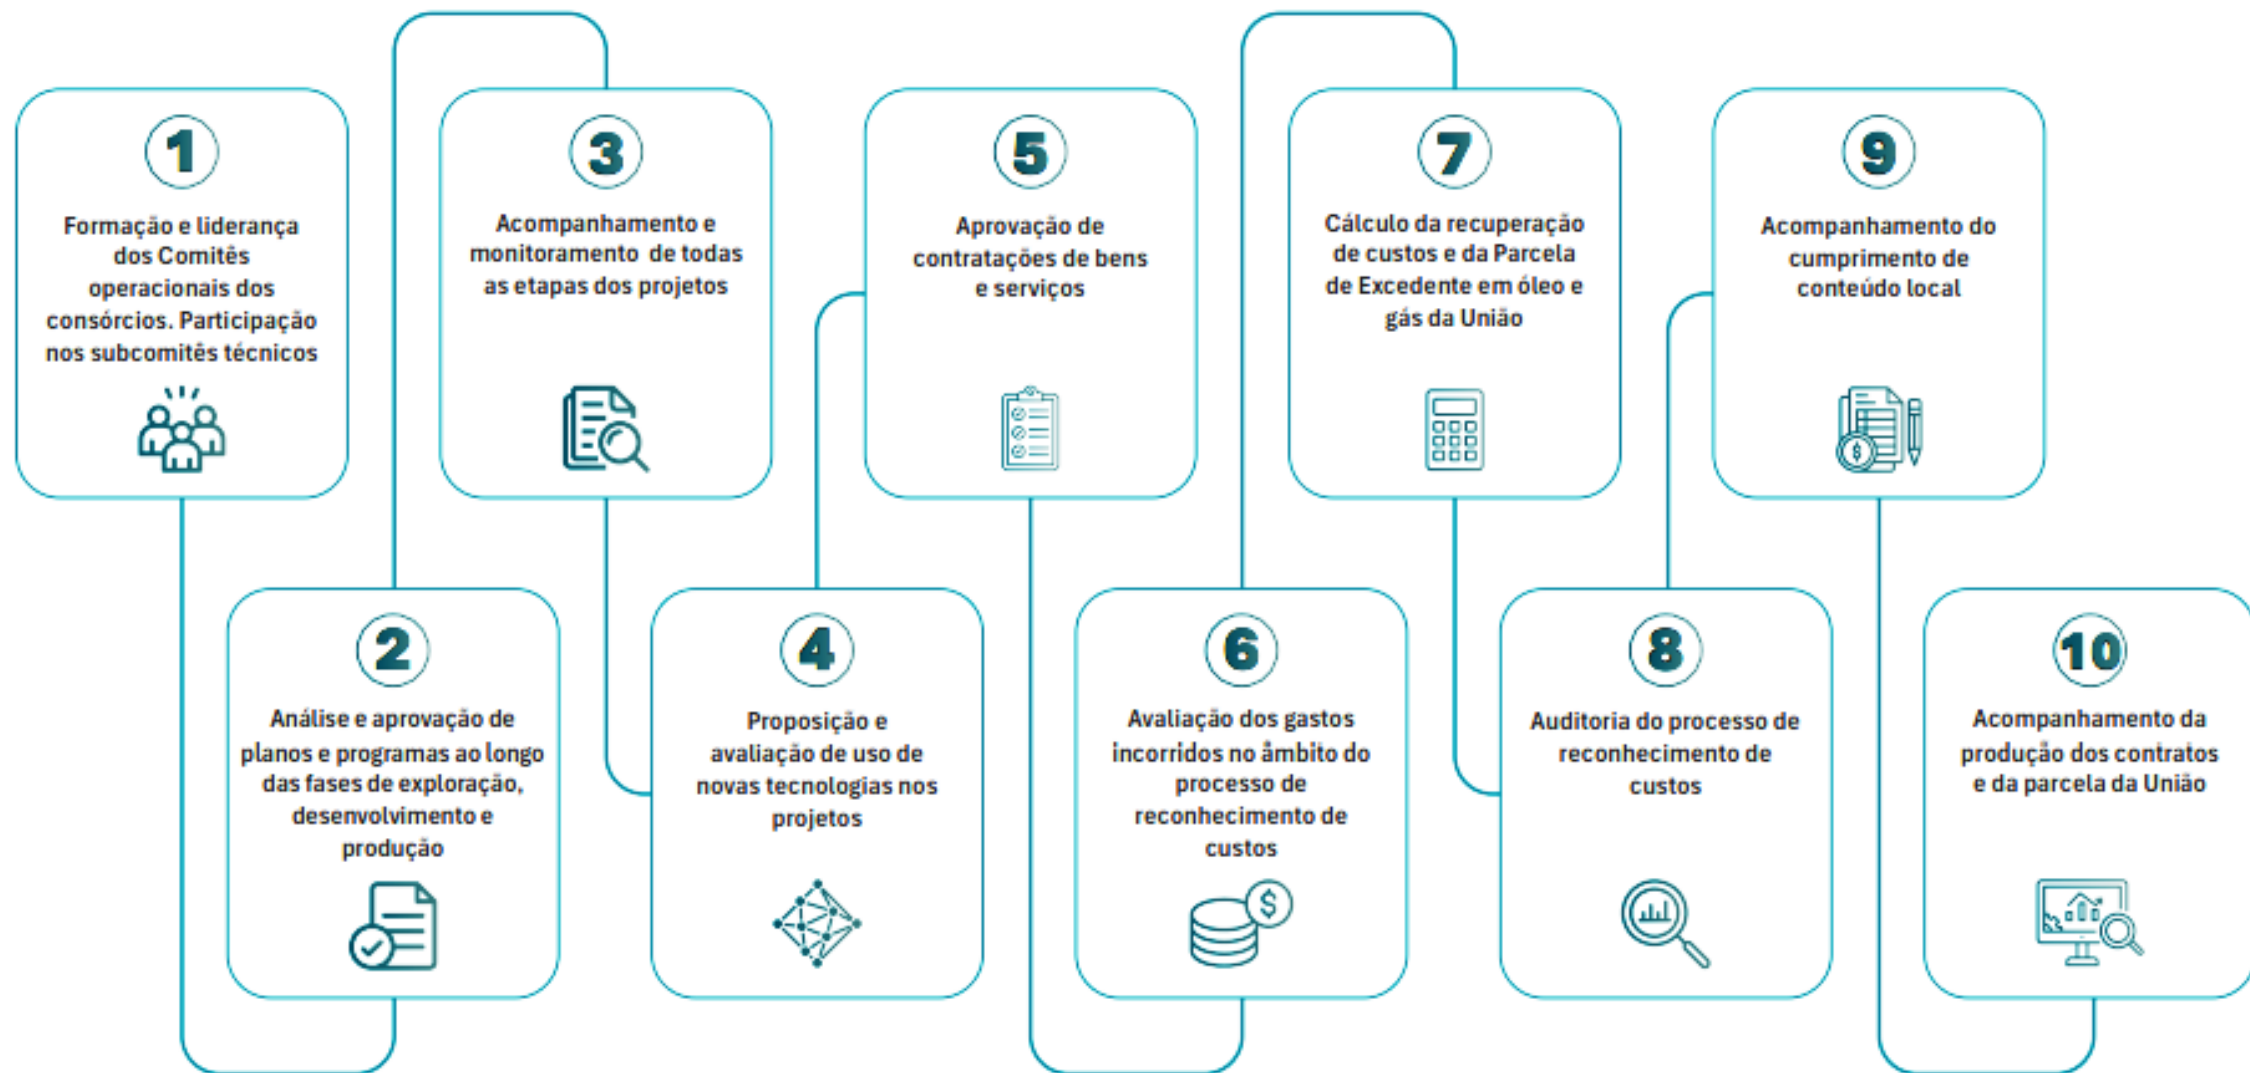 1
Formação e liderança
dos Comitês
operacionais dos
consórcios. Participação
nos subcomitês técnicos
2
Análise e aprovação de
planos e programas ao longo
das fases de exploração,
desenvolvimento e
produção
3
Acompanhamento e
monitoramento de todas
as etapas dos projetos
4
Proposição e
avaliação de uso de
novas tecnologias nos
projetos
5
Aprovação de
contratações de bens
e serviços
6
Avaliação dos gastos
incorridos no âmbito do
processo de
reconhecimento de
custos
7
Cálculo da recuperação
de custos e da Parcela
de Excedente em óleo e
gás da União
8
Auditoria do processo de
reconhecimento de
custos
9
Acompanhamento do
cumprimento de
conteúdo local
10
Acompanhamento da
produção dos contratos
e da parcela da União